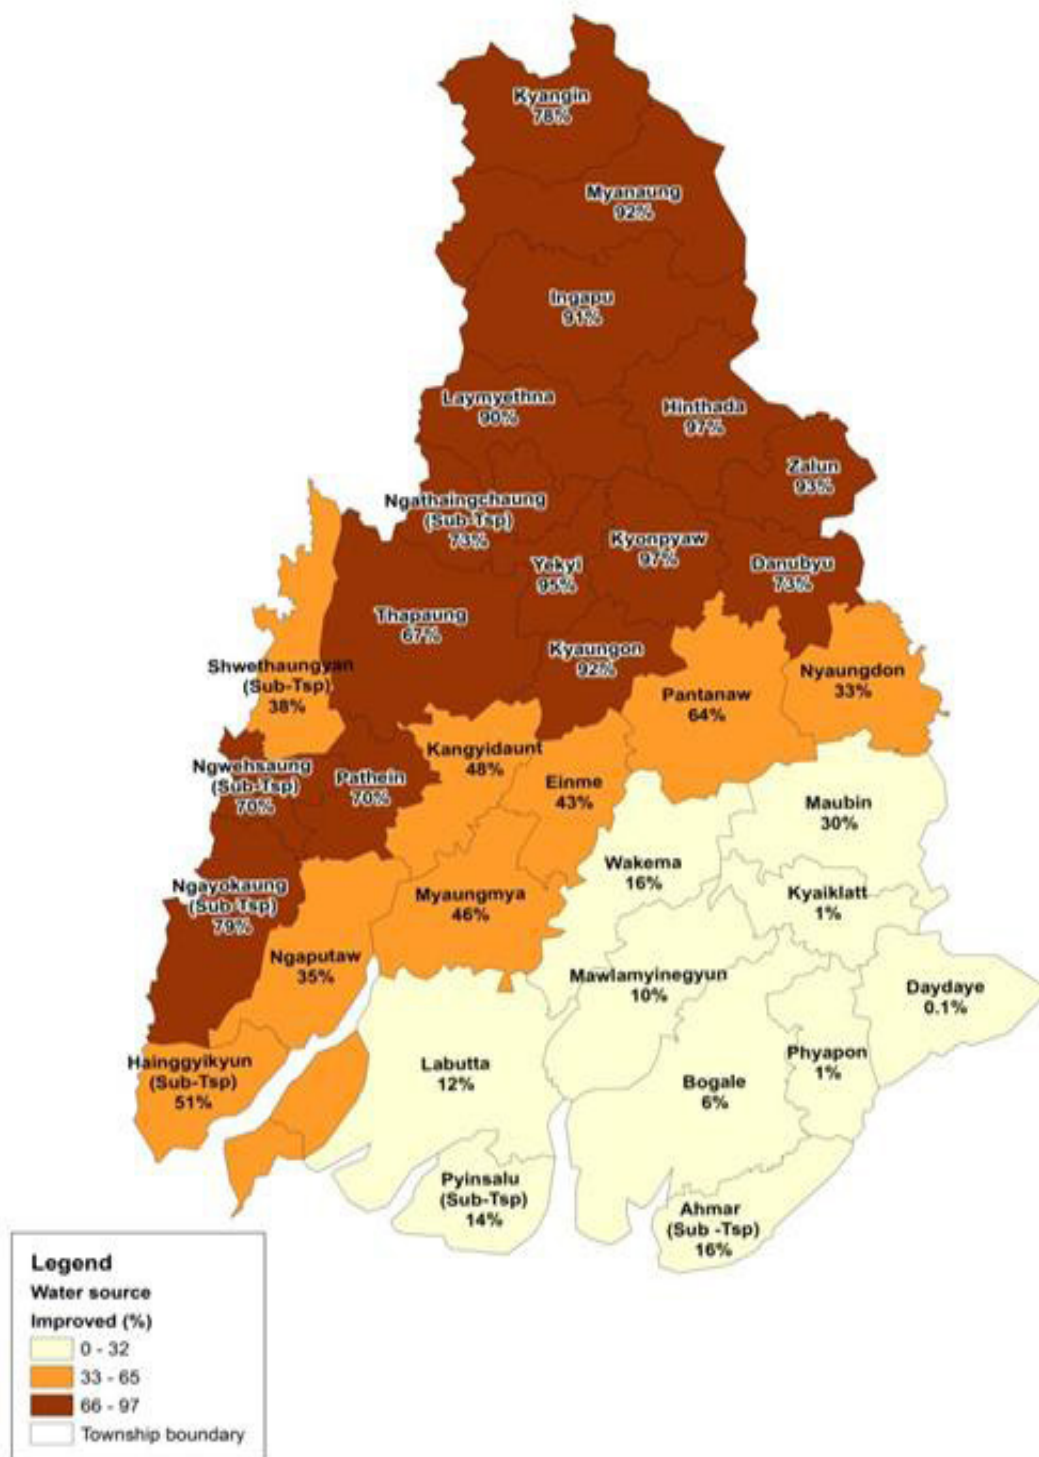 Kyangin
78%
Myanaung
92%
Ingapu
91%
Laymyethna
90%
Hinthada
97%
Zalun
93%
Ngathaingchaung
(Sub-Tsp)
73%
Kyonpyaw
97%
Yekyi
95%
Danubyu
73%
Thapaung
67%
Kyaungon
92%
Shwethaungyan
(Sub-Tsp)
38%
Pantanaw
64%
Nyaungdon
33%
Kangyidaunt
48%
Ngwehsaung
(Sub-Tsp)
70%
Pathein
70%
Einme
43%
Maubin
30%
Wakema
16%
Ngayokaung
(Sub-Tsp)
79%
Myaungmya
46%
Kyaiklatt
1%
Ngaputaw
35%
Mawlamyinegyun
10%
Daydaye
0.1%
Hainggyikyun
(Sub-Tsp)
51%
Labutta
12%
Phyapon
1%
Bogale
6%
Pyinsalu
(Sub-Tsp)
14%
Ahmar
(Sub -Tsp)
16%
Legend
Water source
Improved (%)
0 - 32
33 - 65
66 - 97
Township boundary